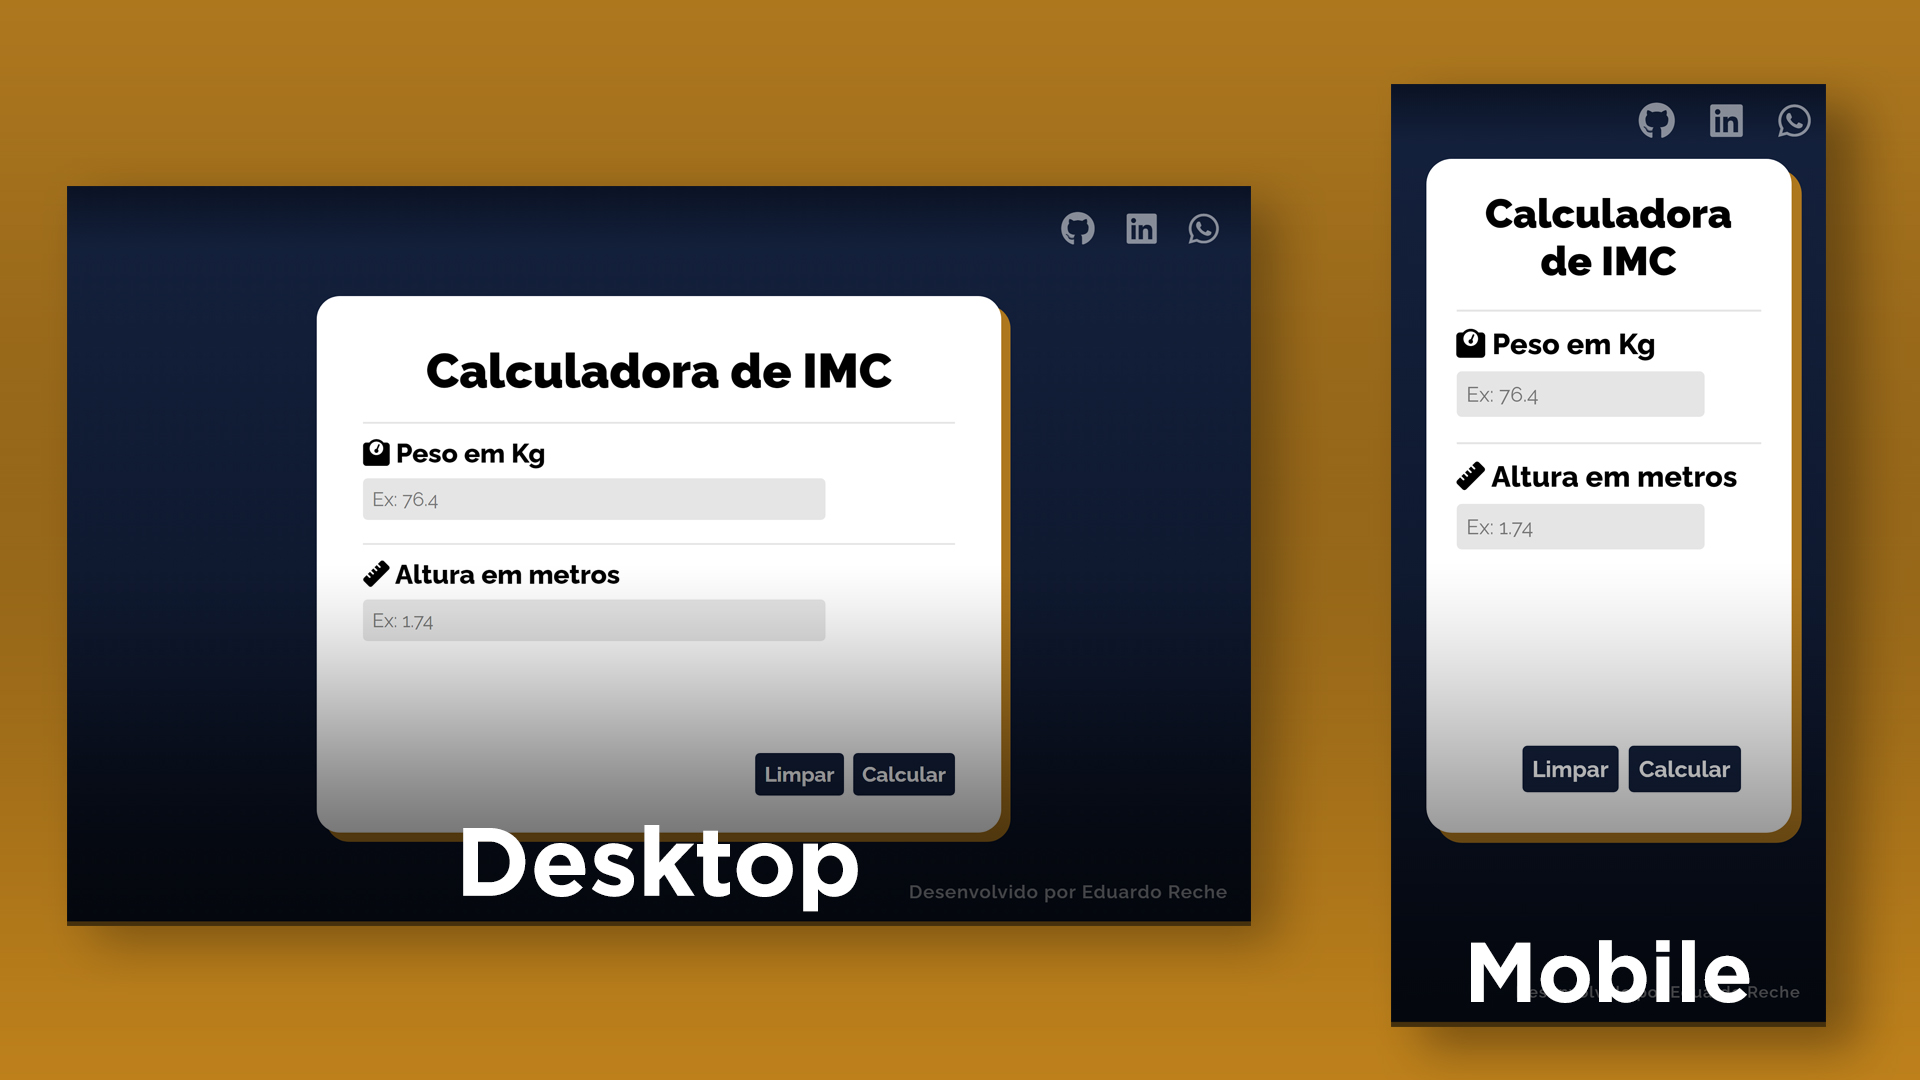 Calculadora de IMC
Peso em Kg
Ex: 76.4
Altura em metros
Ex: 1.74
Limpar
Calcular
Desktop
Desenvolvido por Eduardo Reche
Calculadora
de IMC
Peso em Kg
Ex: 76.4
Altura em metros
Ex: 1.74
Limpar
Calcular
Mobile
Reche